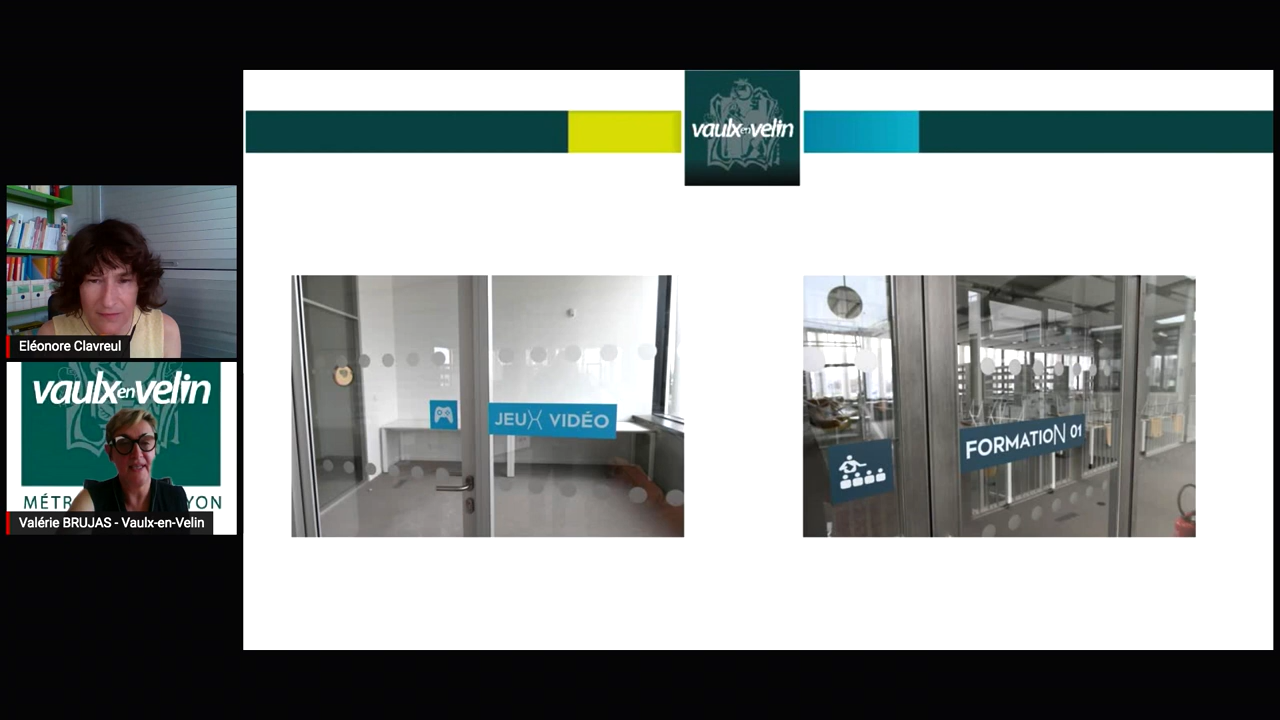 vaulx en velin
Eléonore Clavreul
vaulx en velin
MÉTR YON
Valérie BRUJAS - Vaulx-en-Velin
JEUX VIDÉO
FORMATION 01